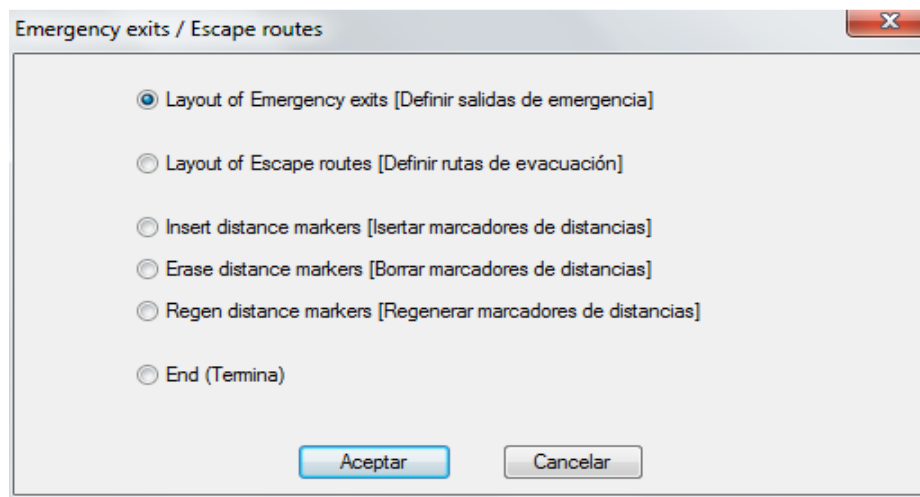 Emergency exits / Escape routes
Layout of Emergency exits [Definir salidas de emergencia]
Layout of Escape routes [Definir rutas de evacuación]
Insert distance markers [Isertar marcadores de distancias]
Erase distance markers [Borrar marcadores de distancias]
Regen distance markers [Regenerar marcadores de distancias]
End (Termina)
Aceptar Cancelar